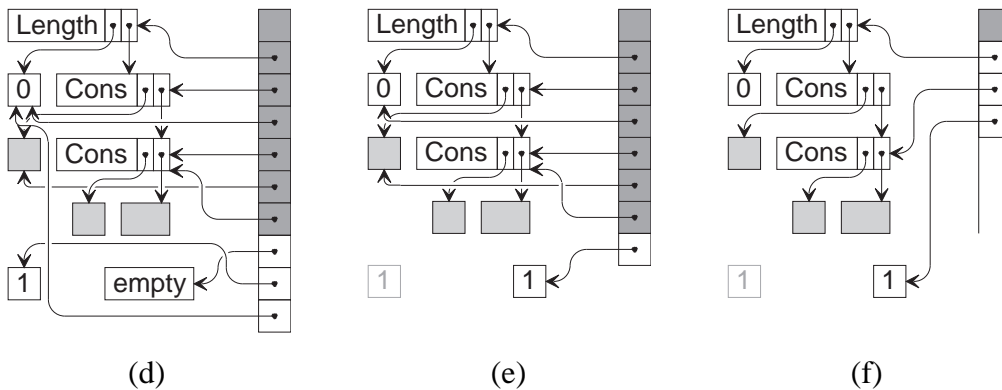 Length Length Length
0 Cons 0 Cons 0 Cons
Cons Cons Cons
1 empty 1 1 1 1
(d) (e) (f)